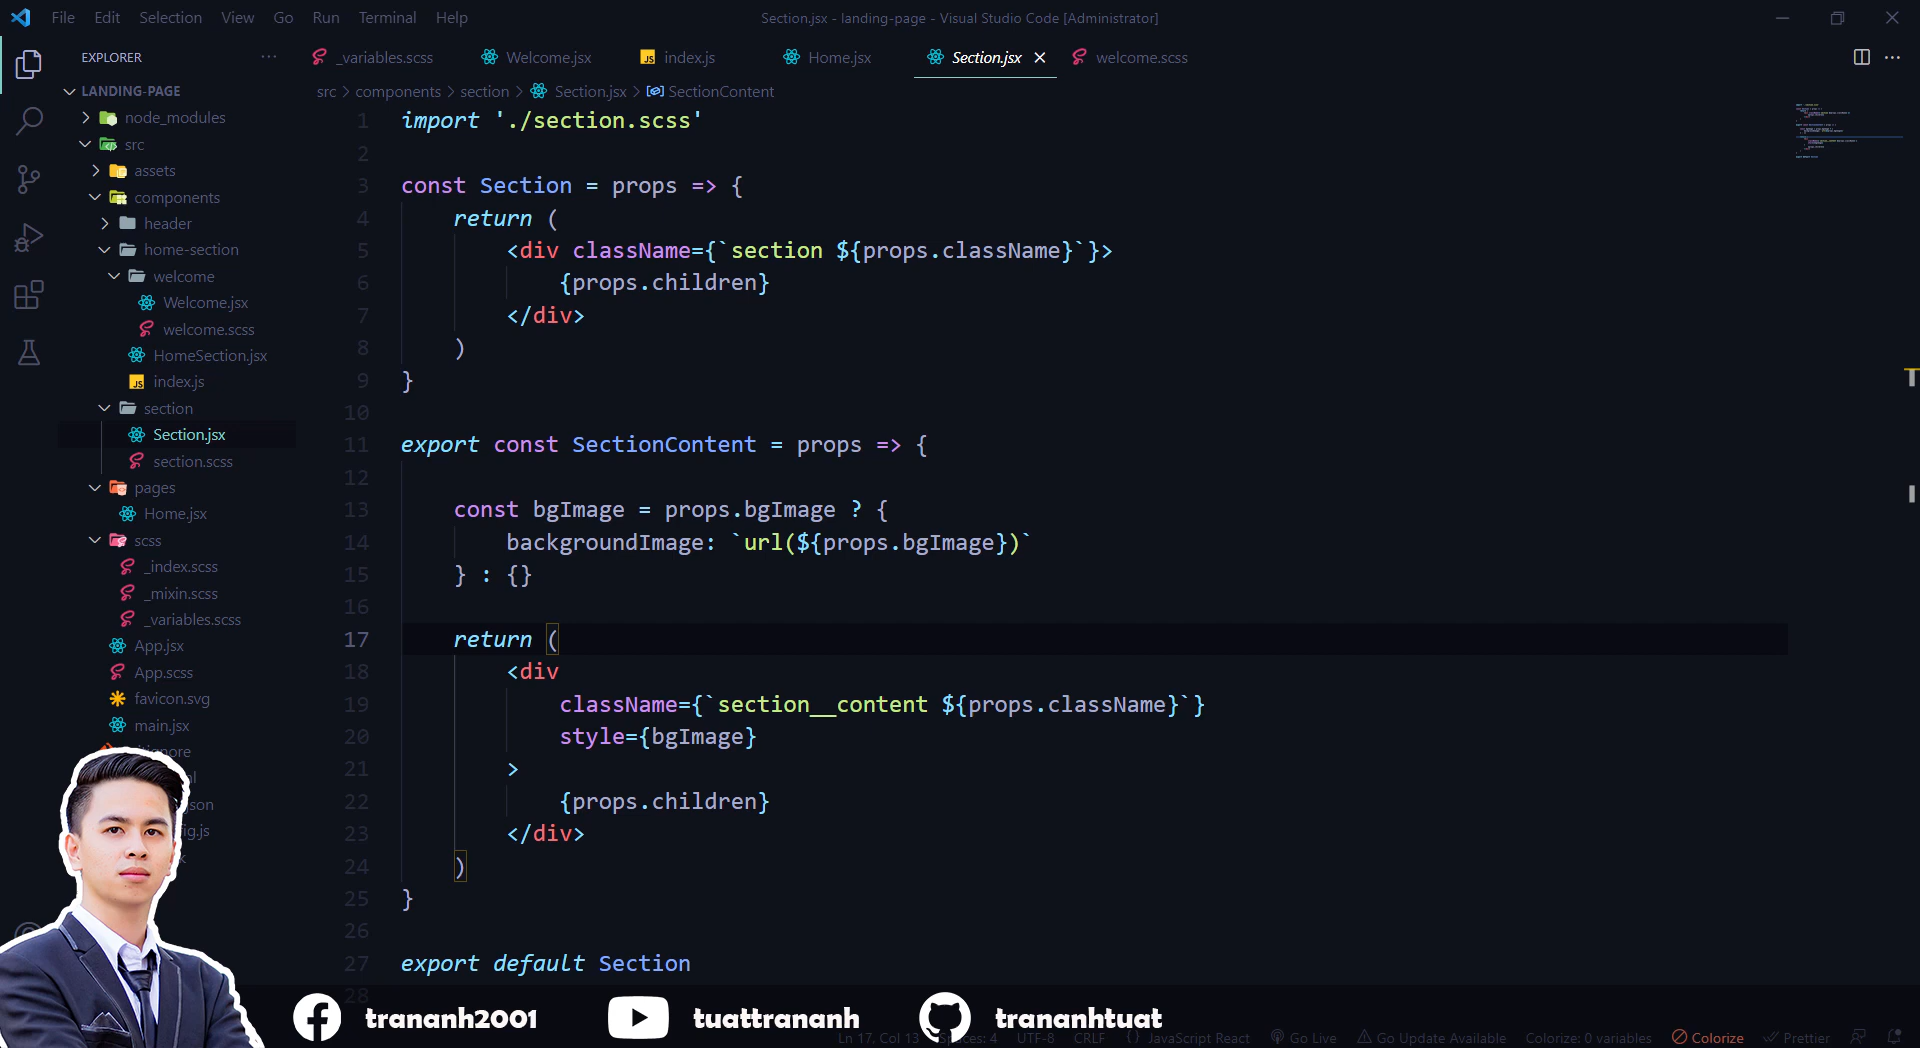 File Edit Selection View Go Run Terminal Help
Section.jsx - landing-page - Visual Studio Code [Administrator]
EXPLORER
_variables.scss Welcome.jsx index.js Home.jsx Section.jsx welcome.scss
LANDING-PAGE
node_modules
src
assets
components
header
home-section
welcome
Welcome.jsx
welcome.scss
HomeSection.jsx
index.js
section
Section.jsx
section.scss
pages
Home.jsx
scss
_index.scss
_mixin.scss
_variables.scss
App.jsx
App.scss
favicon.svg
main.jsx
src > components > section > Section.jsx > SectionContent
1 import './section.scss'
2
3 const Section = props => {
4 return (
5 <div className={`section ${props.className}`}>
6 {props.children}
7 </div>
8 )
9 }
10
11 export const SectionContent = props => {
12
13 const bgImage = props.bgImage ? {
14 backgroundImage: `url(${props.bgImage})`
15 } : {}
16
17 return (
18 <div
19 className={`section__content ${props.className}`}
20 style={bgImage}
21 >
22 {props.children}
23 </div>
24 )
25 }
26
27 export default Section
28
trananh2001 tuattrananh trananhtuat
Ln 17, Col 13 Spaces: 4 UTF-8 CRLF {} JavaScript React Go Live Go Update Available Colorize: 0 variables Colorize Prettier